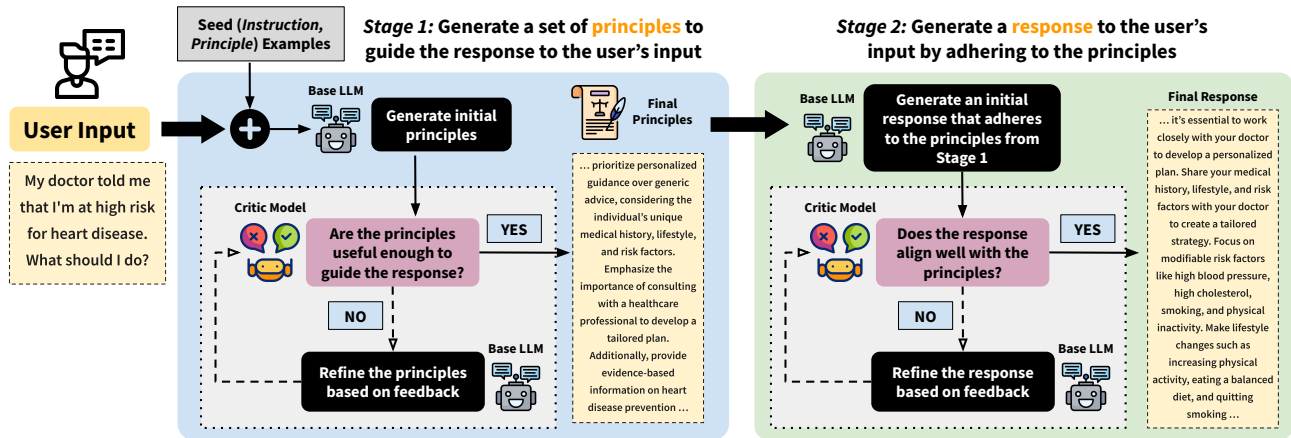 Seed (Instruction,
Principle) Examples
Stage 1: Generate a set of principles to
guide the response to the user's input
Stage 2: Generate a response to the user's
input by adhering to the principles
User Input
My doctor told me
that I'm at high risk
for heart disease.
What should I do?
Base LLM
Generate initial
principles
Final
Principles
Critic Model
Are the principles
useful enough to
guide the response?
YES
NO
Base LLM
Refine the principles
based on feedback
... prioritize personalized
guidance over generic
advice, considering the
individual's unique
medical history, lifestyle,
and risk factors.
Emphasize the
importance of consulting
with a healthcare
professional to develop a
tailored plan.
Additionally, provide
evidence-based
information on heart
disease prevention ...
Base LLM
Generate an initial
response that adheres
to the principles from
Stage 1
Critic Model
Does the response
align well with the
principles?
YES
NO
Base LLM
Refine the response
based on feedback
Final Response
... it's essential to work
closely with your doctor
to develop a personalized
plan. Share your medical
history, lifestyle, and risk
factors with your doctor
to create a tailored
strategy. Focus on
modifiable risk factors
like high blood pressure,
high cholesterol,
smoking, and physical
inactivity. Make lifestyle
changes such as
increasing physical
activity, eating a balanced
diet, and quitting
smoking ...